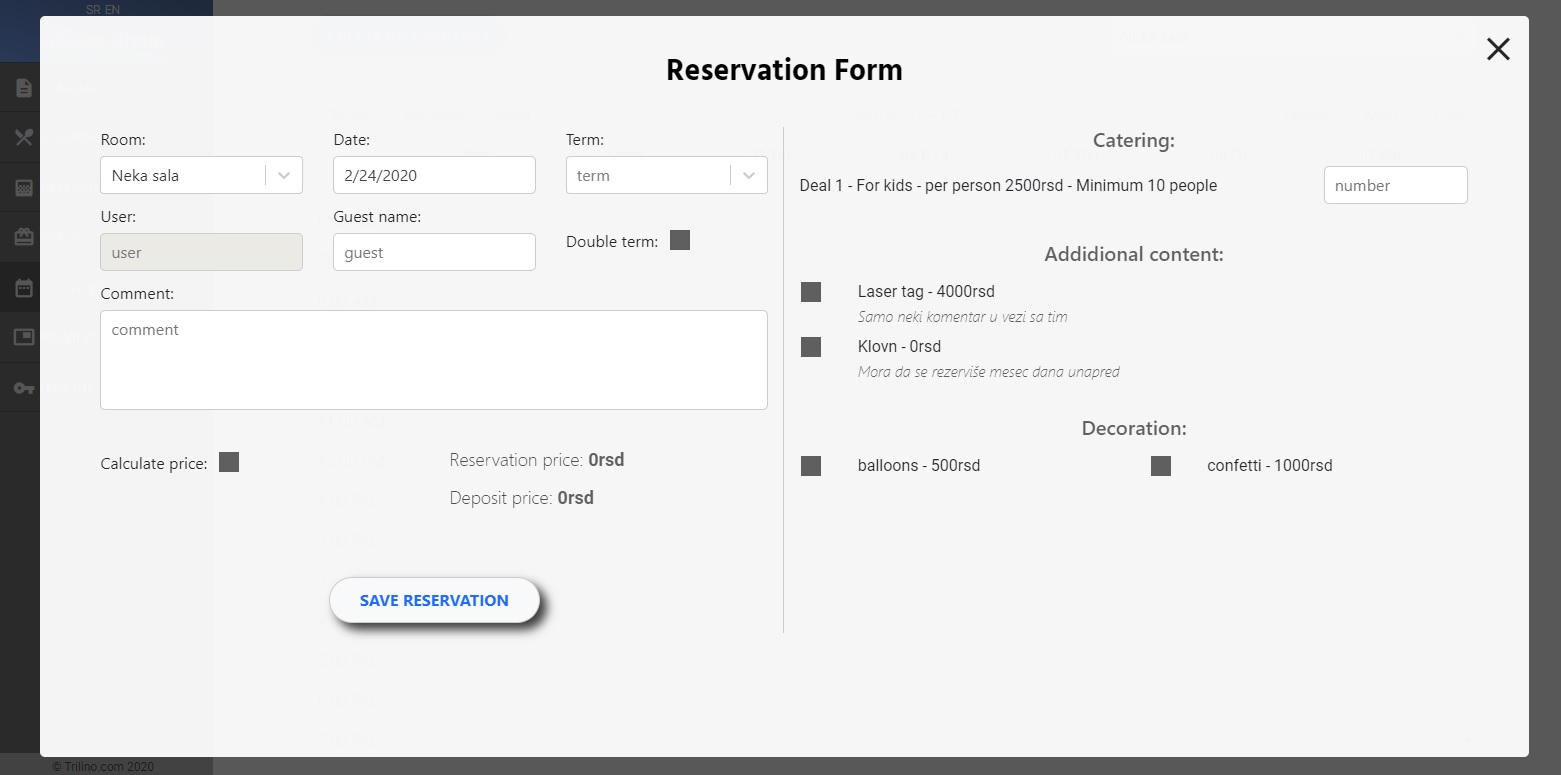 SR EN
Reservation Form
Room:
Date:
Term:
Neka sala
2/24/2020
term
User:
Guest name:
user
guest
Double term:
Comment:
comment
Calculate price:
Reservation price: 0rsd
Deposit price: 0rsd
SAVE RESERVATION
Catering:
Deal 1 - For kids - per person 2500rsd - Minimum 10 people
number
Addidional content:
Laser tag - 4000rsd
Samo neki komentar u vezi sa tim
Klovn - 0rsd
Mora da se rezerviše mesec dana unapred
Decoration:
balloons - 500rsd
confetti - 1000rsd
© Trilino.com 2020